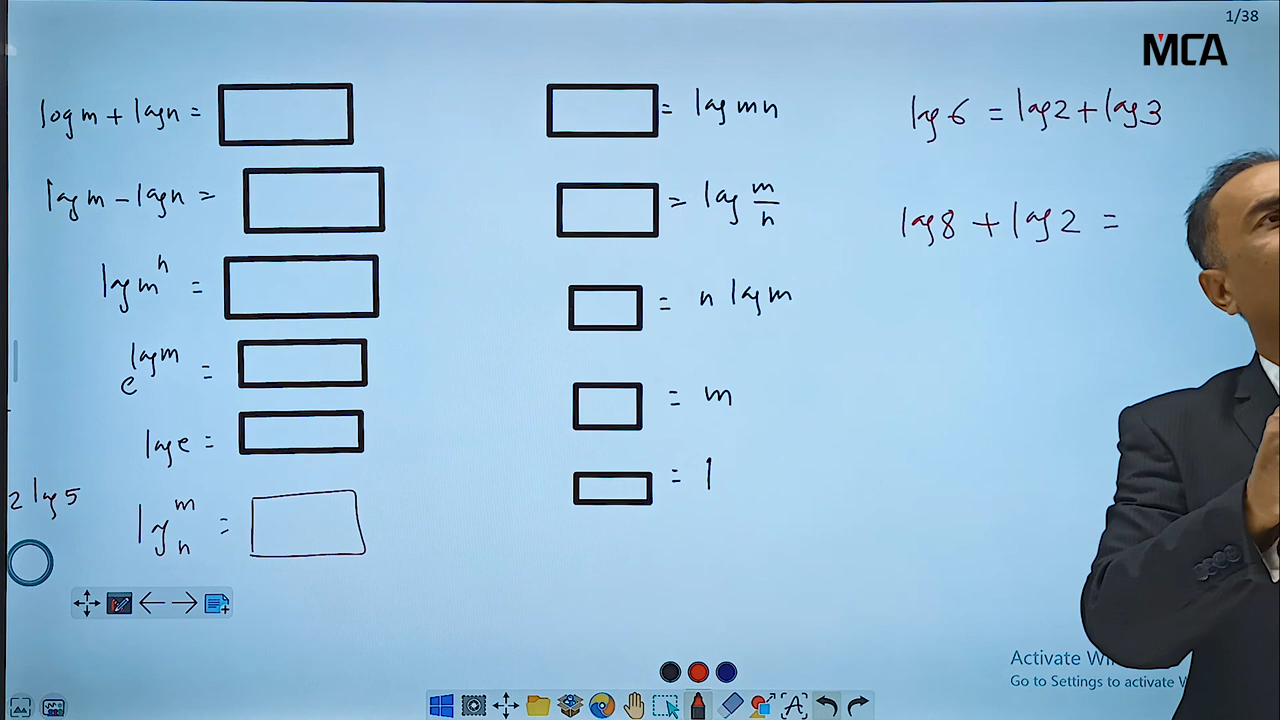 1/38
MCA
log m + log n =
log m - log n =
log m^n =
e^log m =
log e =
2 log 5
log_n^m =
= log mn
= log m/n
= n log m
= m
= 1
log 6 = log 2 + log 3
log 8 + log 2 =
Activate Wi
Go to Settings to activate